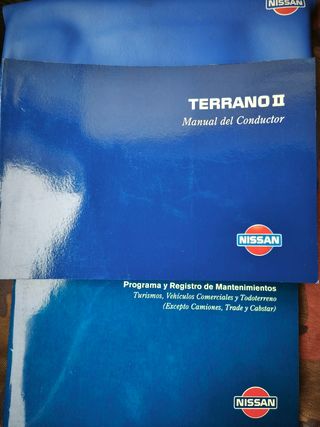 NISSAN
TERRANO II
Manual del Conductor
NISSAN
Programa y Registro de Mantenimientos
Turismos, Vehículos Comerciales y Todoterreno
(Excepto Camiones, Trade y Cabstar)
NISSAN